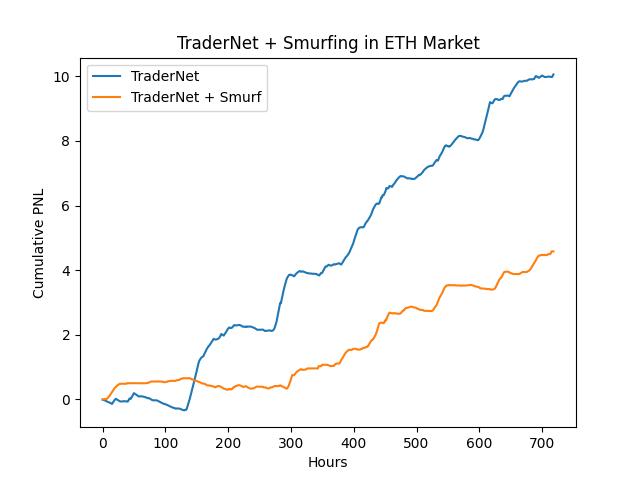 TraderNet + Smurfing in ETH Market
TraderNet
TraderNet + Smurf
Cumulative PNL
10
8
6
4
2
0
0 100 200 300 400 500 600 700
Hours